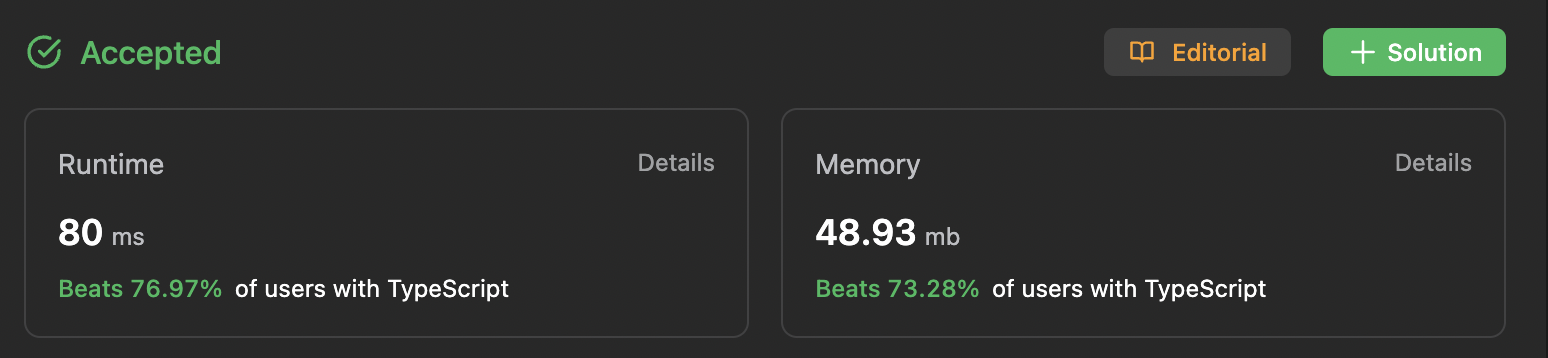 Accepted
Editorial
+ Solution
Runtime
Details
80 ms
Beats 76.97% of users with TypeScript
Memory
Details
48.93 mb
Beats 73.28% of users with TypeScript